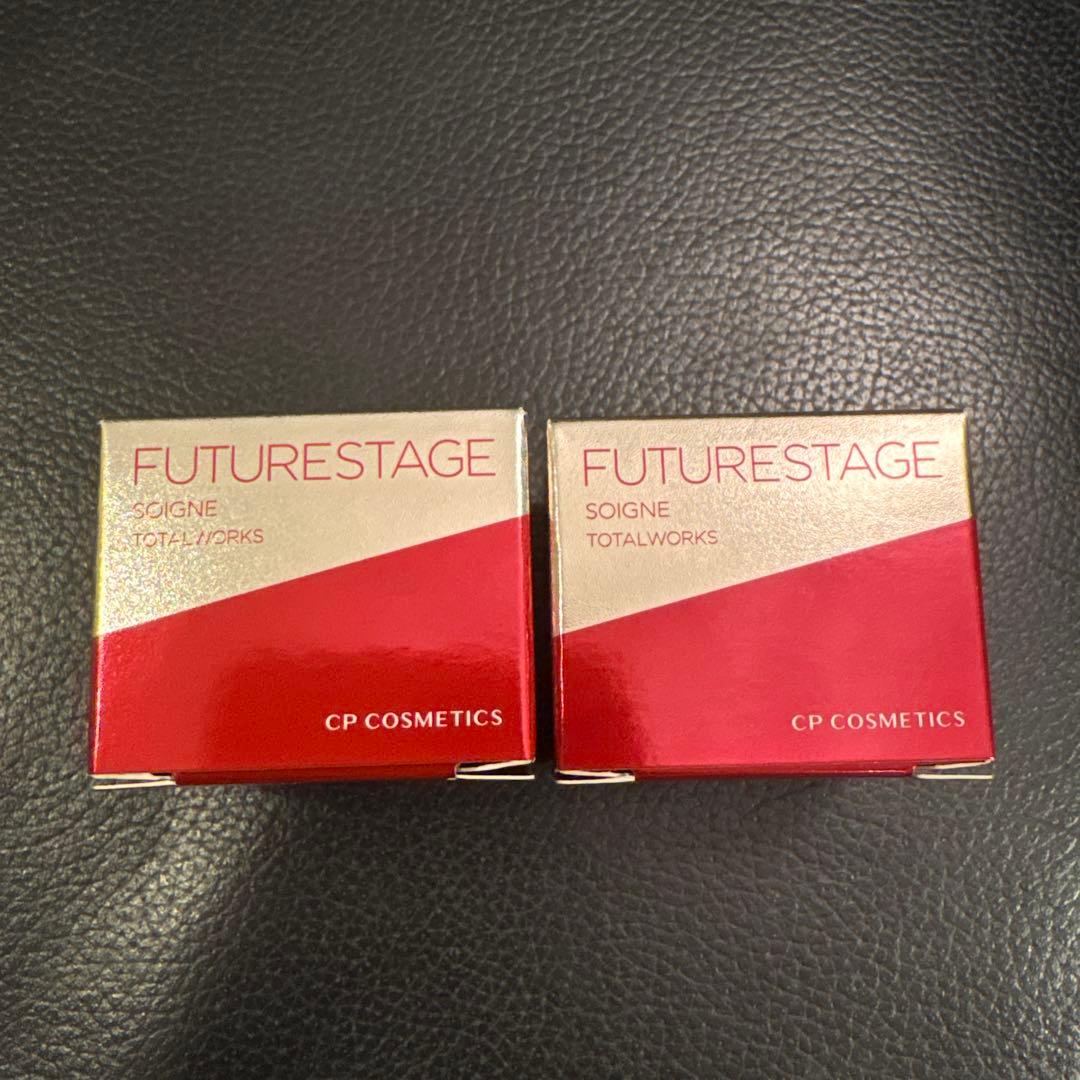 FUTURESTAGE
SOIGNE
TOTALWORKS
CP COSMETICS
FUTURESTAGE
SOIGNE
TOTALWORKS
CP COSMETICS